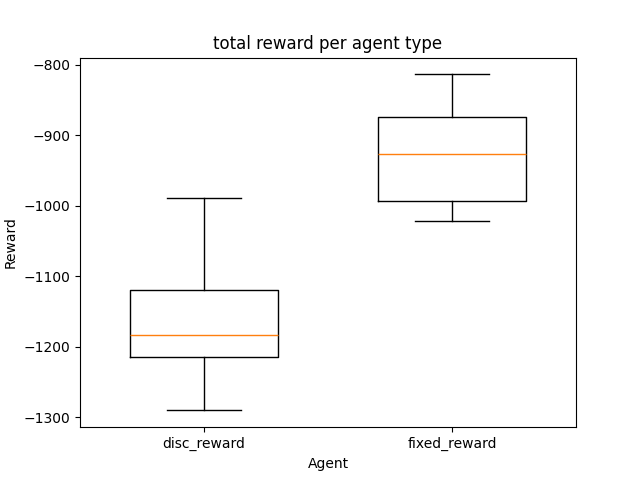 total reward per agent type
−800
−900
−1000
−1100
−1200
−1300
Reward
disc_reward
fixed_reward
Agent